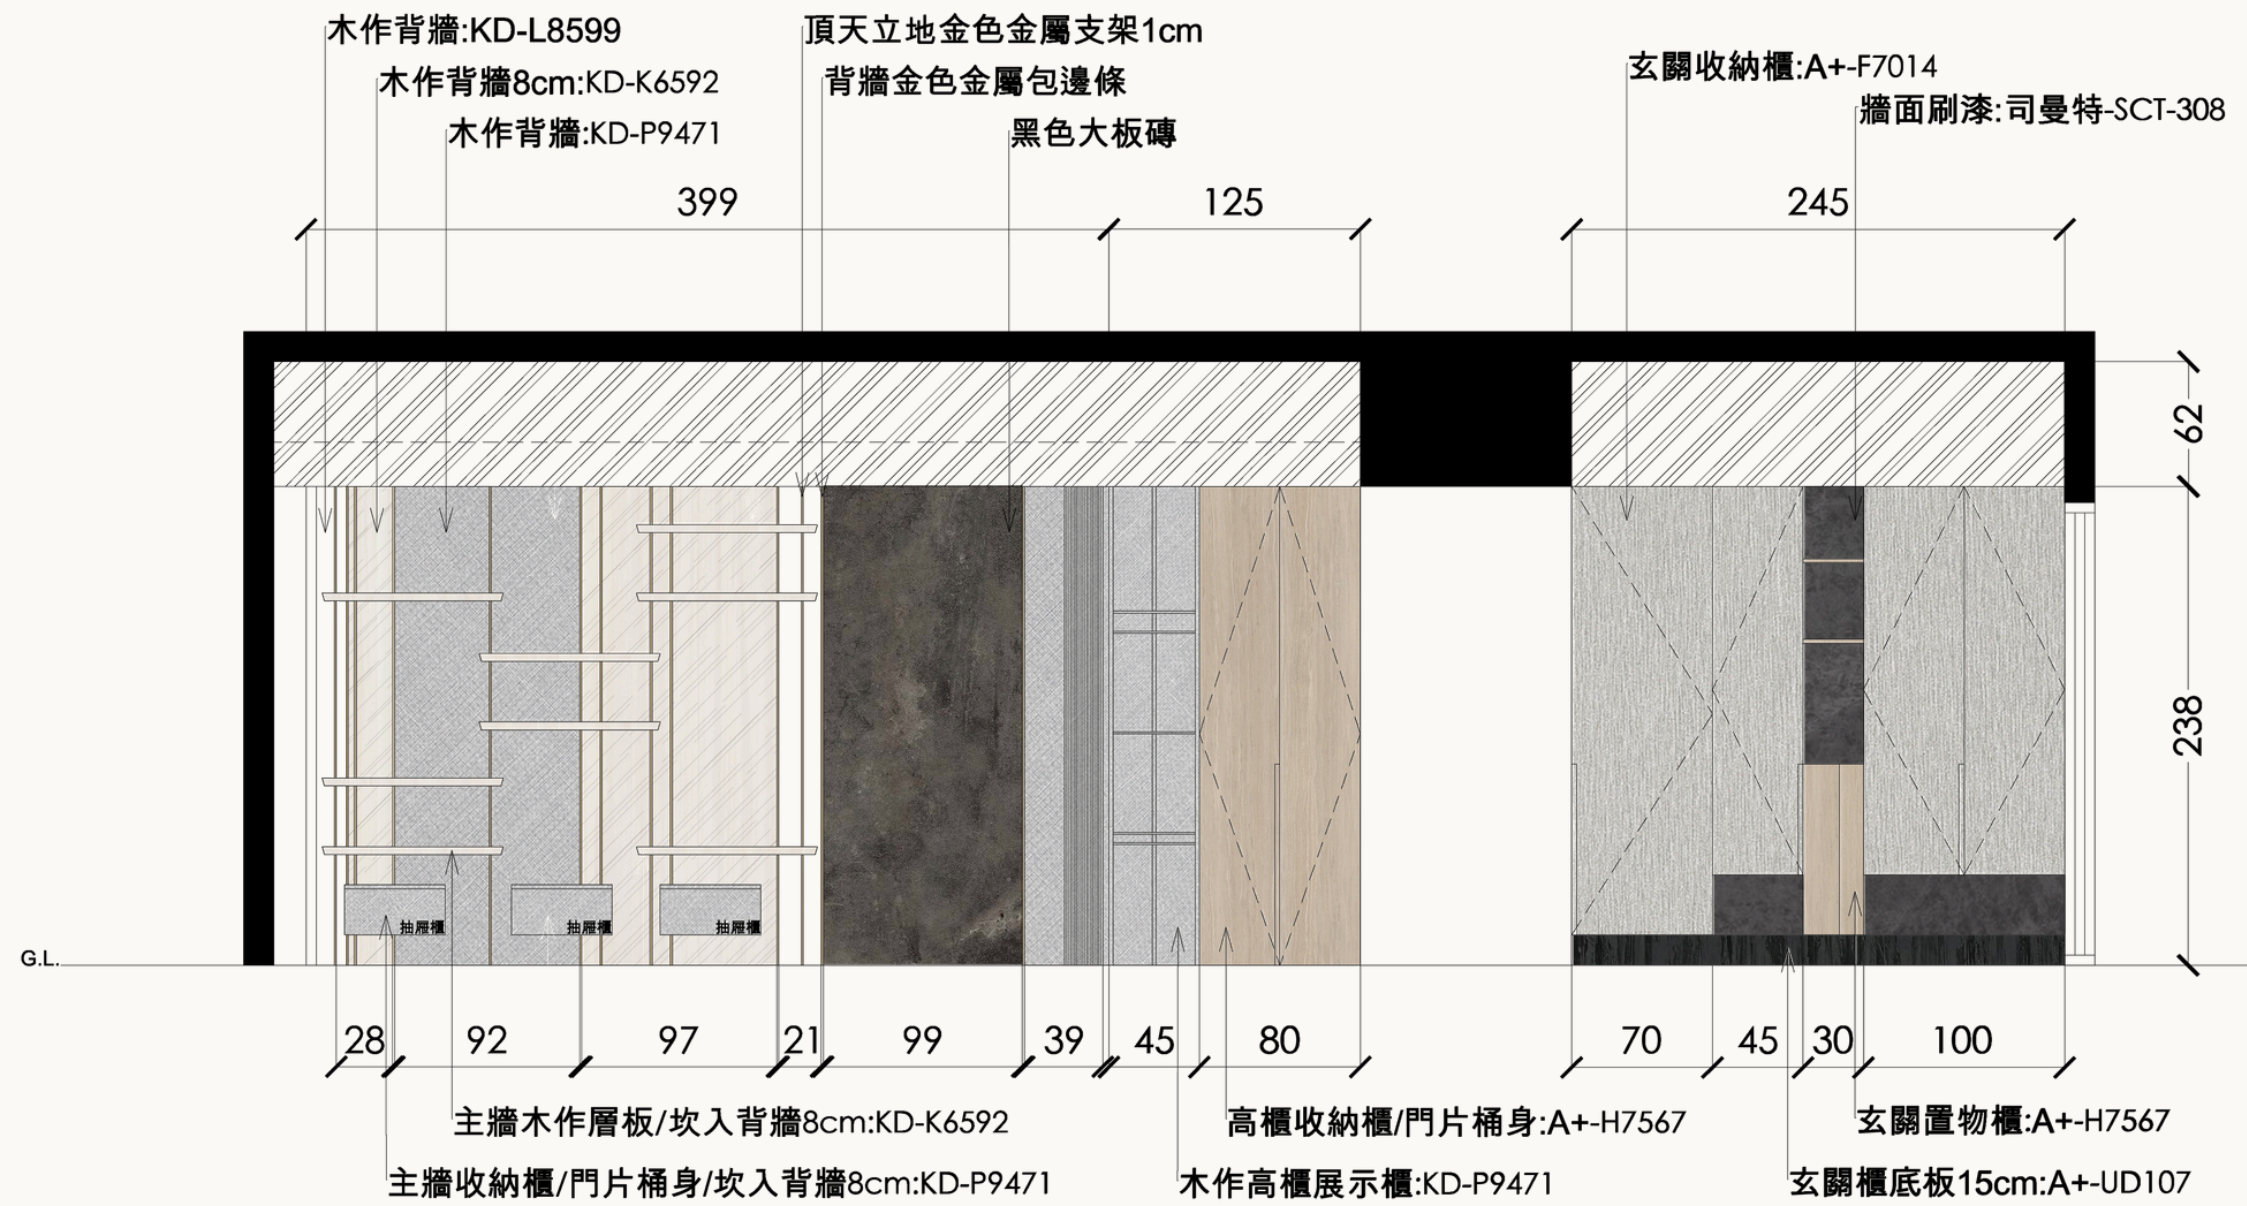 木作背牆:KD-L8599
木作背牆8cm:KD-K6592
木作背牆:KD-P9471
頂天立地金色金屬支架1cm
背牆金色金屬包邊條
黑色大板磚
玄關收納櫃:A+-F7014
牆面刷漆:司曼特-SCT-308
399
125
245
62
238
抽屜櫃
抽屜櫃
抽屜櫃
G.L.
28
92
97
21
99
39
45
80
70
45
30
100
主牆木作層板/崁入背牆8cm:KD-K6592
主牆收納櫃/門片桶身/崁入背牆8cm:KD-P9471
高櫃收納櫃/門片桶身:A+-H7567
木作高櫃展示櫃:KD-P9471
玄關置物櫃:A+-H7567
玄關櫃底板15cm:A+-UD107